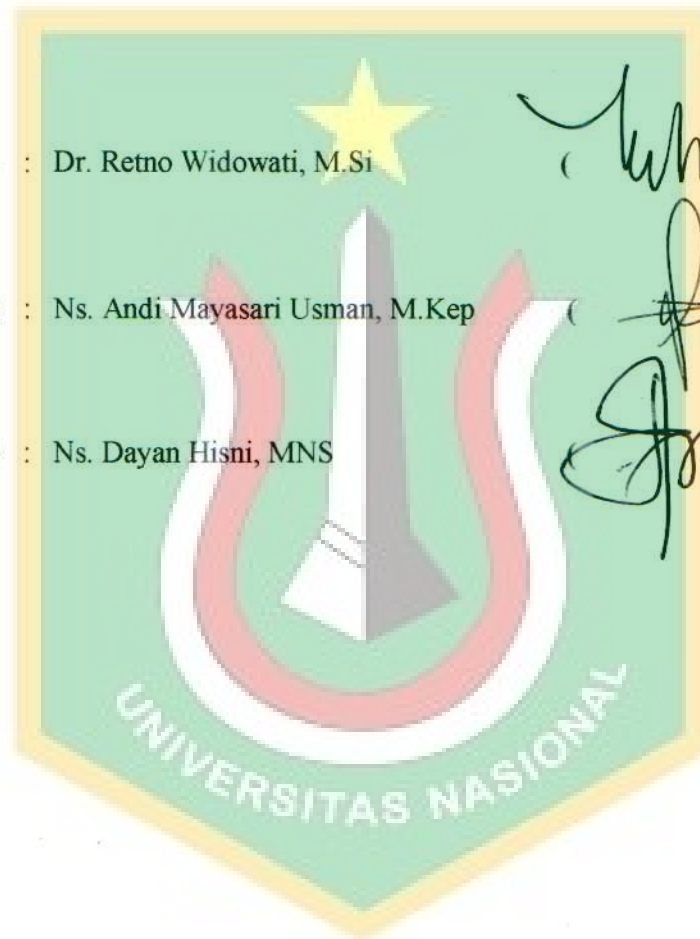 : Dr. Retno Widowati, M.Si (
: Ns. Andi Mayasari Usman, M.Kep (
: Ns. Dayan Hisni, MNS (
UNIVERSITAS NASIONAL